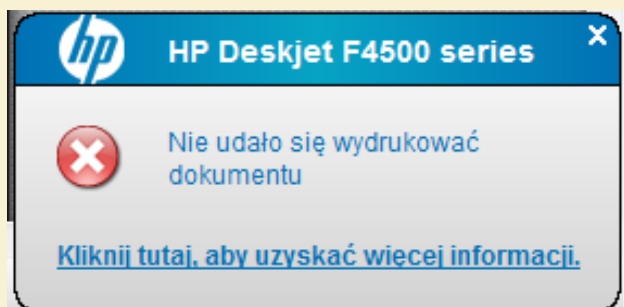 hp HP Deskjet F4500 series x
Nie udało się wydrukować
dokumentu
Kliknij tutaj, aby uzyskać więcej informacji.